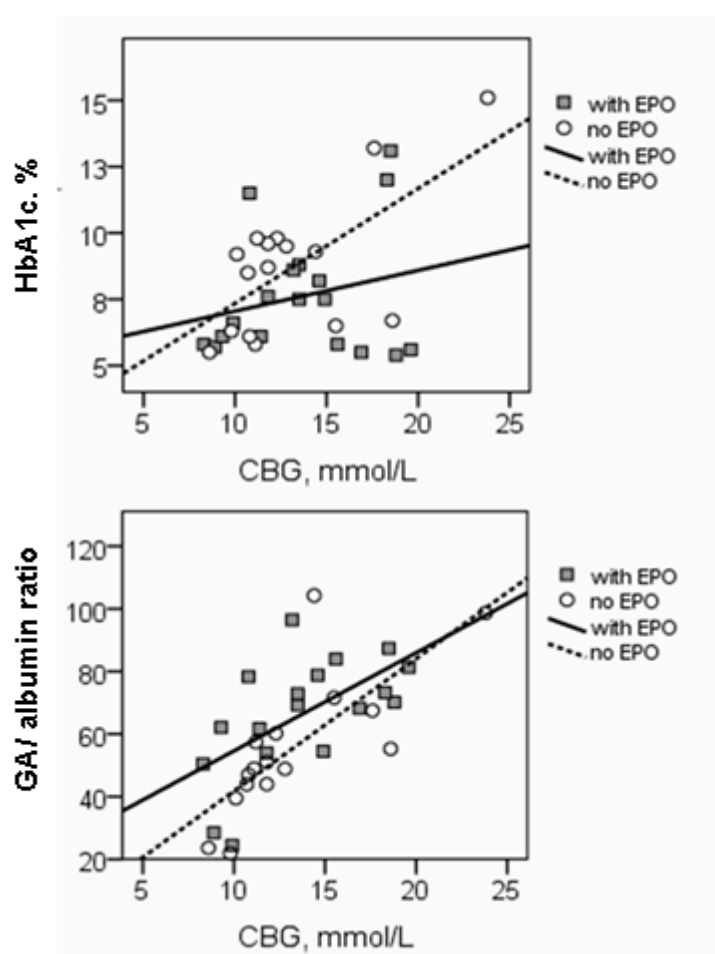 HbA1c. %
15
13
10
8
5
5 10 15 20 25
CBG, mmol/L
with EPO
no EPO
with EPO
no EPO
GA/ albumin ratio
120
100
80
60
40
20
5 10 15 20 25
CBG, mmol/L
with EPO
no EPO
with EPO
no EPO